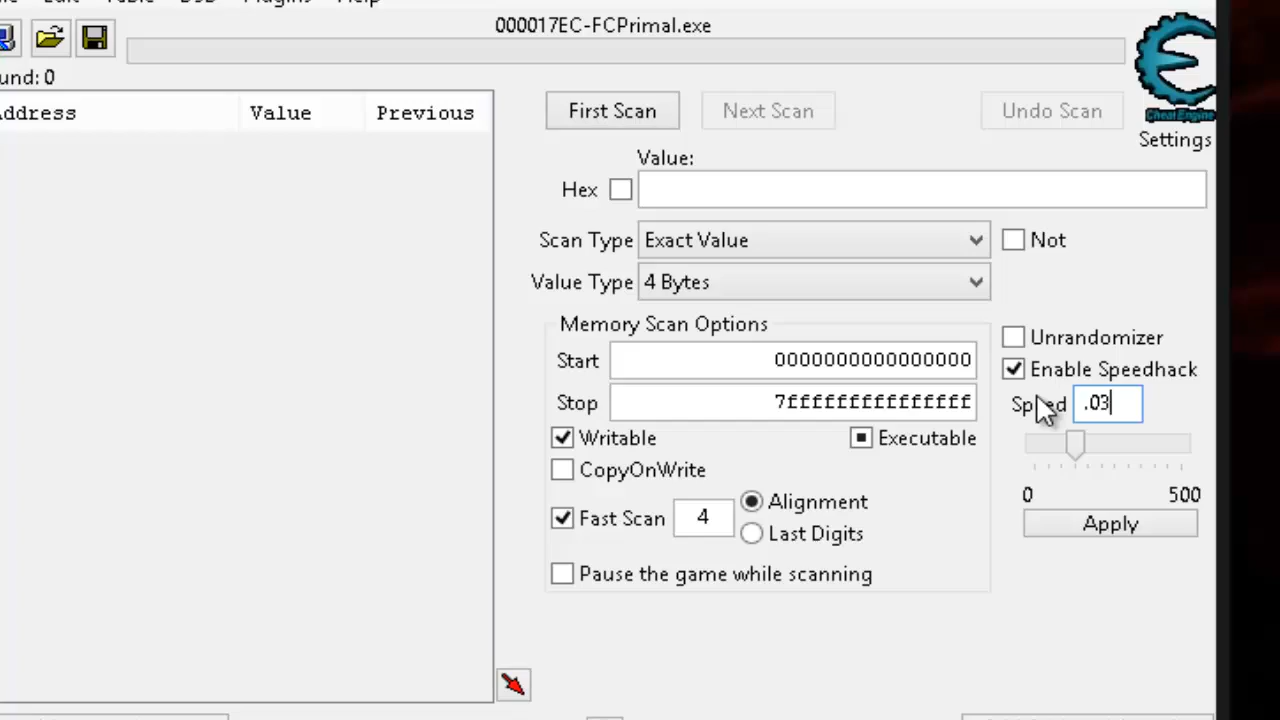 000017EC-FCPrimal.exe
und: 0
Address Value Previous
First Scan Next Scan Undo Scan
Cheat Engine
Settings
Value:
Hex
Scan Type Exact Value Not
Value Type 4 Bytes
Memory Scan Options
Start 0000000000000000
Stop 7fffffffffffffff
Unrandomizer
Enable Speedhack
Speed .03
Writable Executable
CopyOnWrite
Fast Scan 4 Alignment
Last Digits
0 500
Apply
Pause the game while scanning